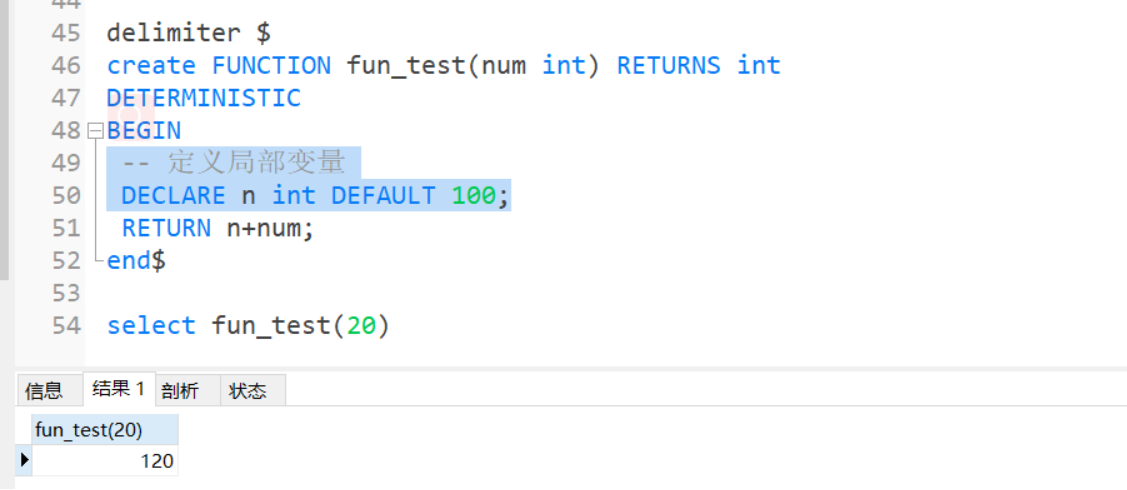 45 delimiter $
46 create FUNCTION fun_test(num int) RETURNS int
47 DETERMINISTIC
48 BEGIN
49 -- 定义局部变量
50 DECLARE n int DEFAULT 100;
51 RETURN n+num;
52 end$
53
54 select fun_test(20)
信息 结果 1 剖析 状态
fun_test(20)
120